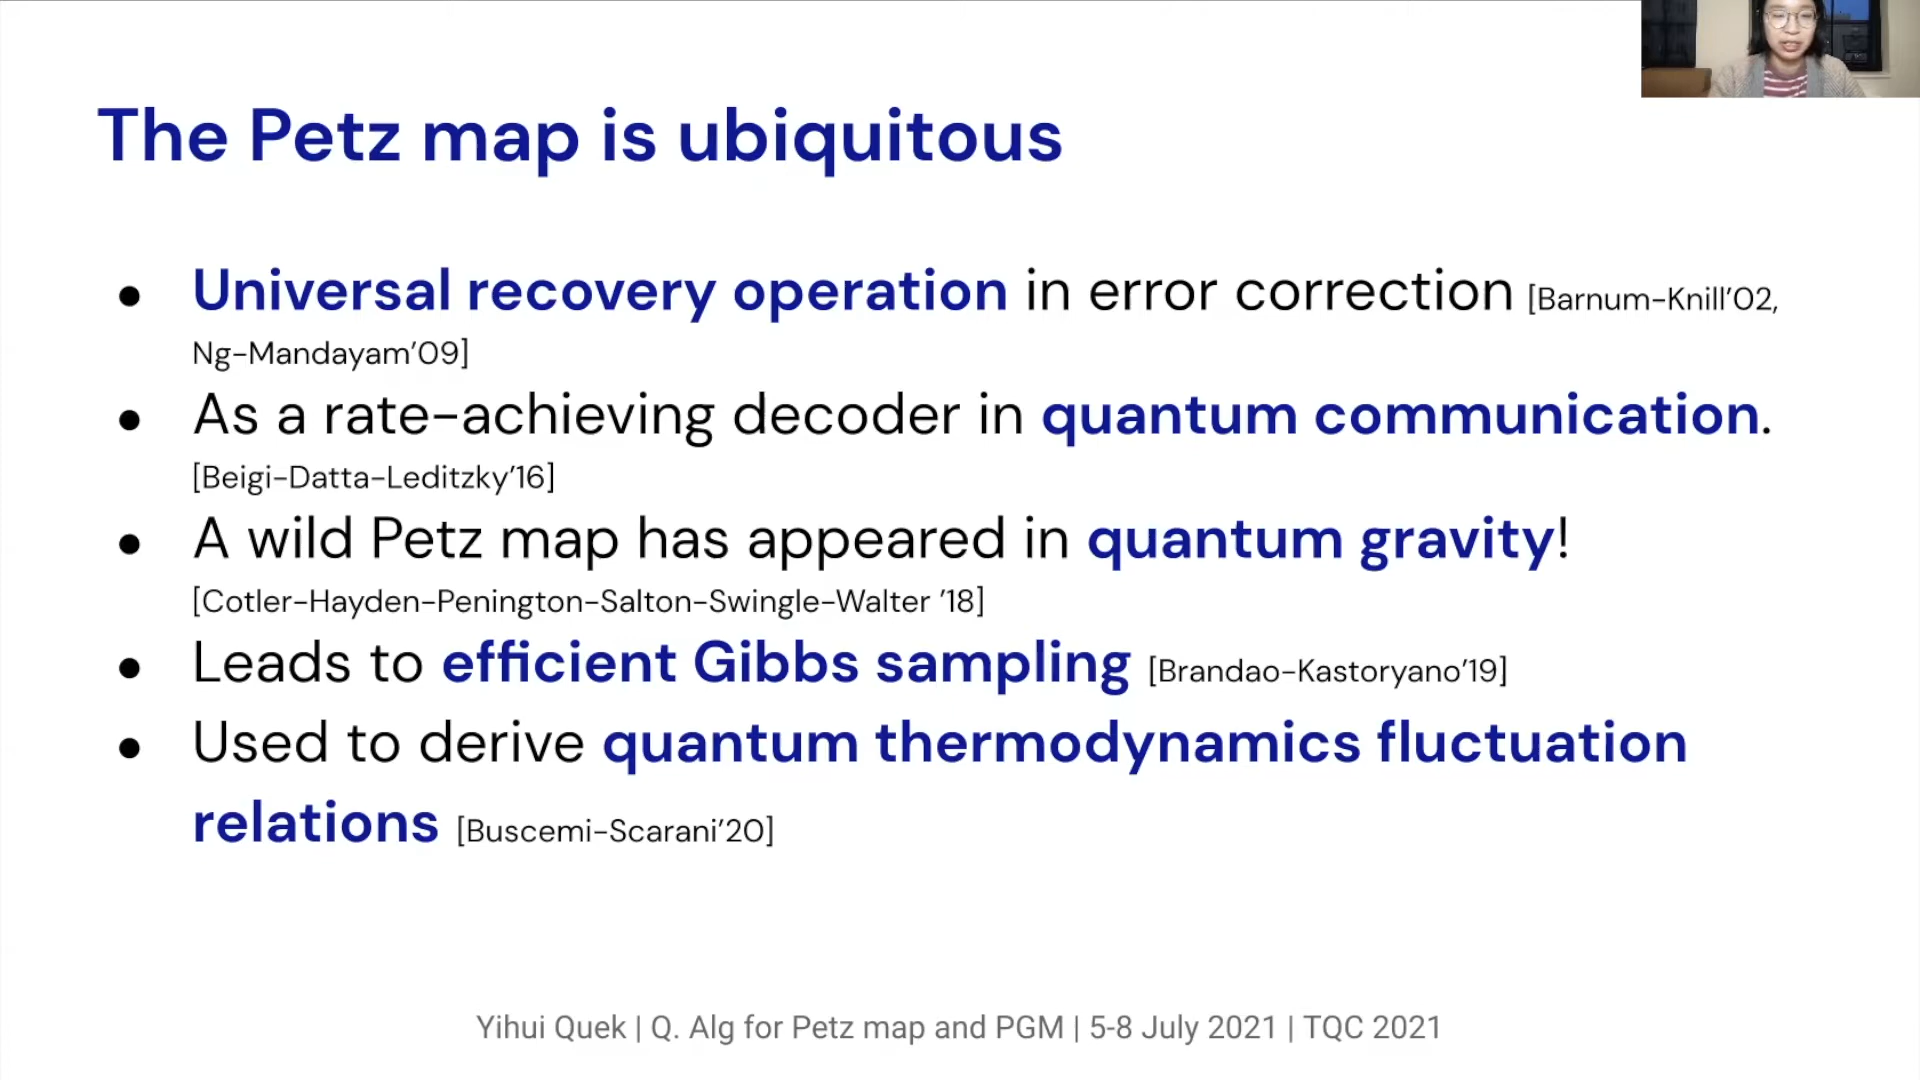 The Petz map is ubiquitous
● Universal recovery operation in error correction [Barnum-Knill’02,
Ng-Mandayam’09]
● As a rate-achieving decoder in quantum communication.
[Beigi-Datta-Leditzky’16]
● A wild Petz map has appeared in quantum gravity!
[Cotler-Hayden-Penington-Salton-Swingle-Walter ’18]
● Leads to efficient Gibbs sampling [Brandao-Kastoryano’19]
● Used to derive quantum thermodynamics fluctuation
relations [Buscemi-Scarani’20]
Yihui Quek | Q. Alg for Petz map and PGM | 5-8 July 2021 | TQC 2021